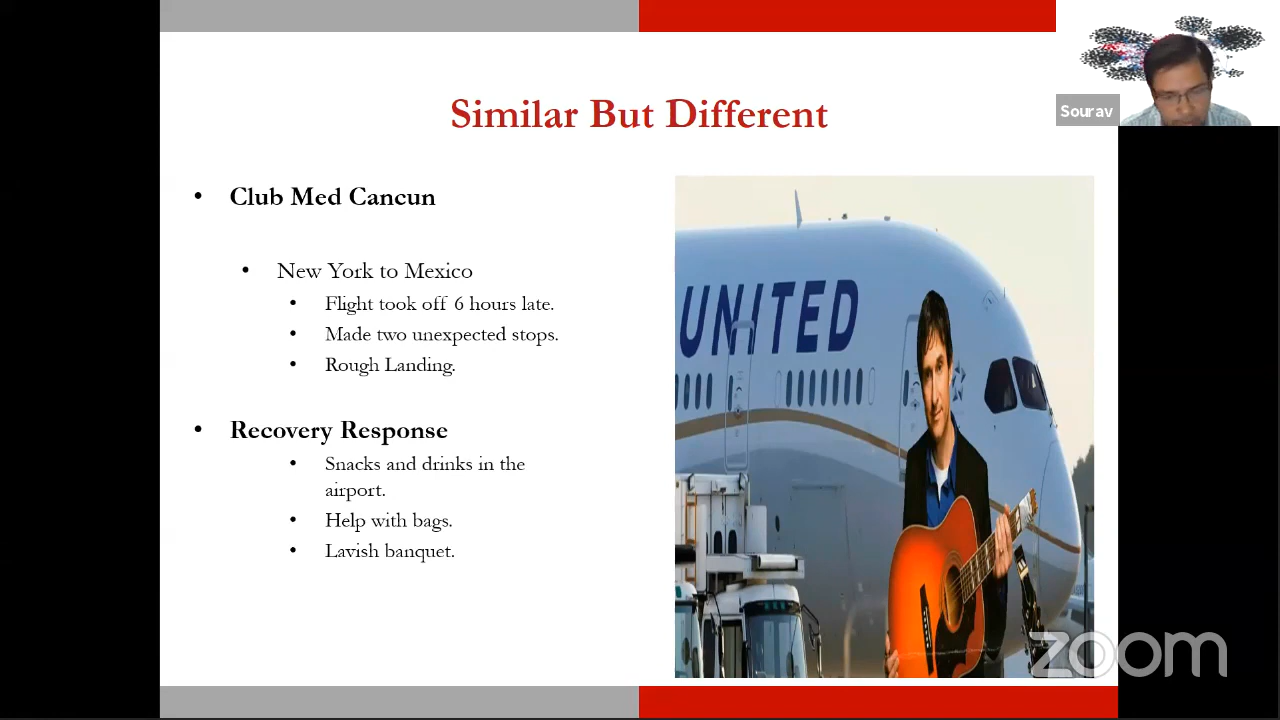 Similar But Different
Sourav
• Club Med Cancun
• New York to Mexico
• Flight took off 6 hours late.
• Made two unexpected stops.
• Rough Landing.
• Recovery Response
• Snacks and drinks in the
airport.
• Help with bags.
• Lavish banquet.
UNITED
zoom